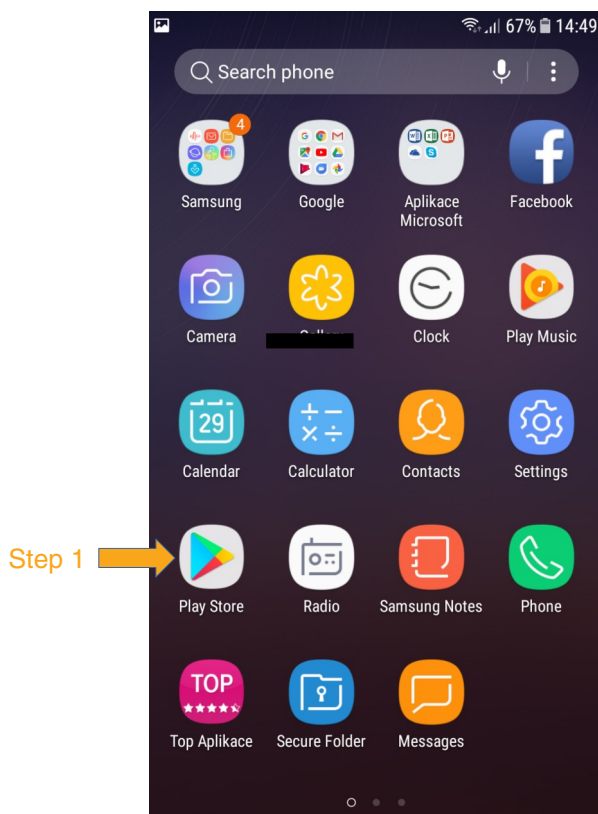 67% 14:49
Search phone
4
Samsung
Google
Aplikace
Microsoft
Facebook
Camera
Clock
Play Music
29
Calendar
Calculator
Contacts
Settings
Step 1
Play Store
Radio
Samsung Notes
Phone
TOP
Top Aplikace
Secure Folder
Messages